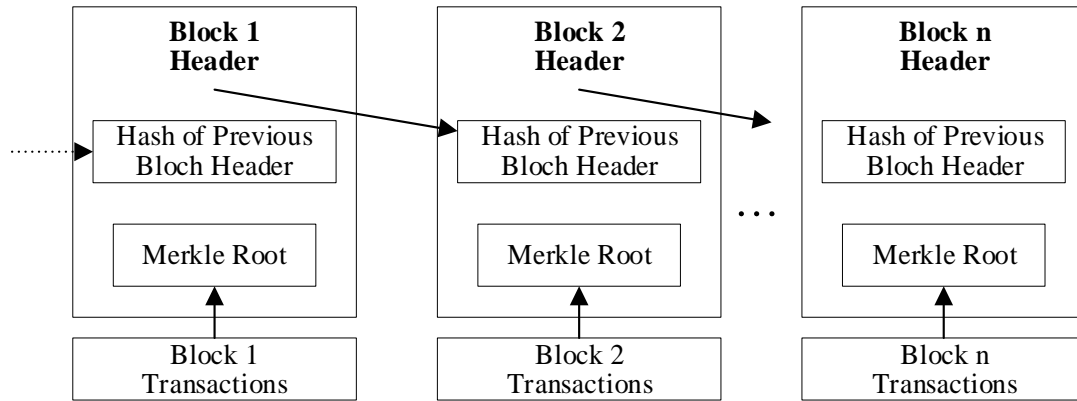 Block 1
Header
Hash of Previous
Bloch Header
Merkle Root
Block 1
Transactions
Block 2
Header
Hash of Previous
Bloch Header
Merkle Root
Block 2
Transactions
...
Block n
Header
Hash of Previous
Bloch Header
Merkle Root
Block n
Transactions